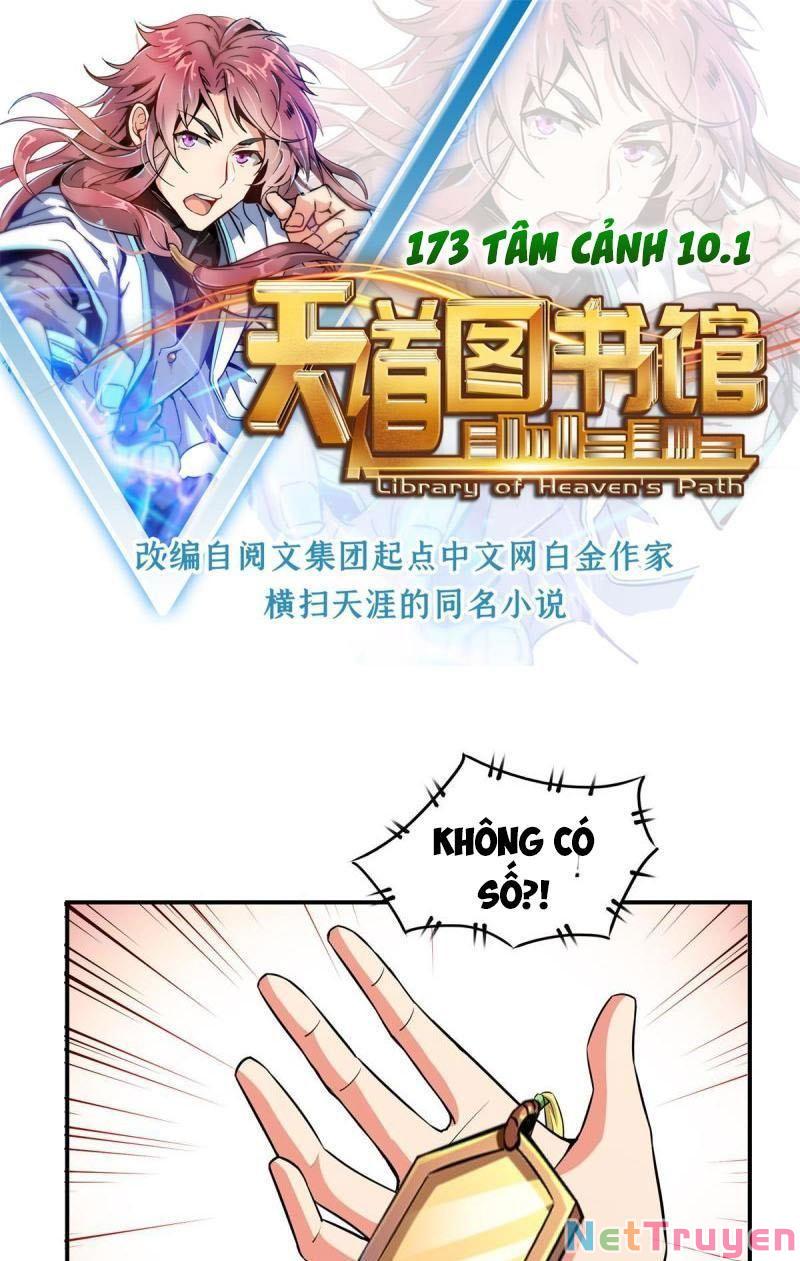 173 TÂM CẢNH 10.1
天道图书馆
Library of Heaven's Path
改编自阅文集团起点中文网白金作家
横扫天涯的同名小说
KHÔNG CÓ
SỐ?!
NetTruyen